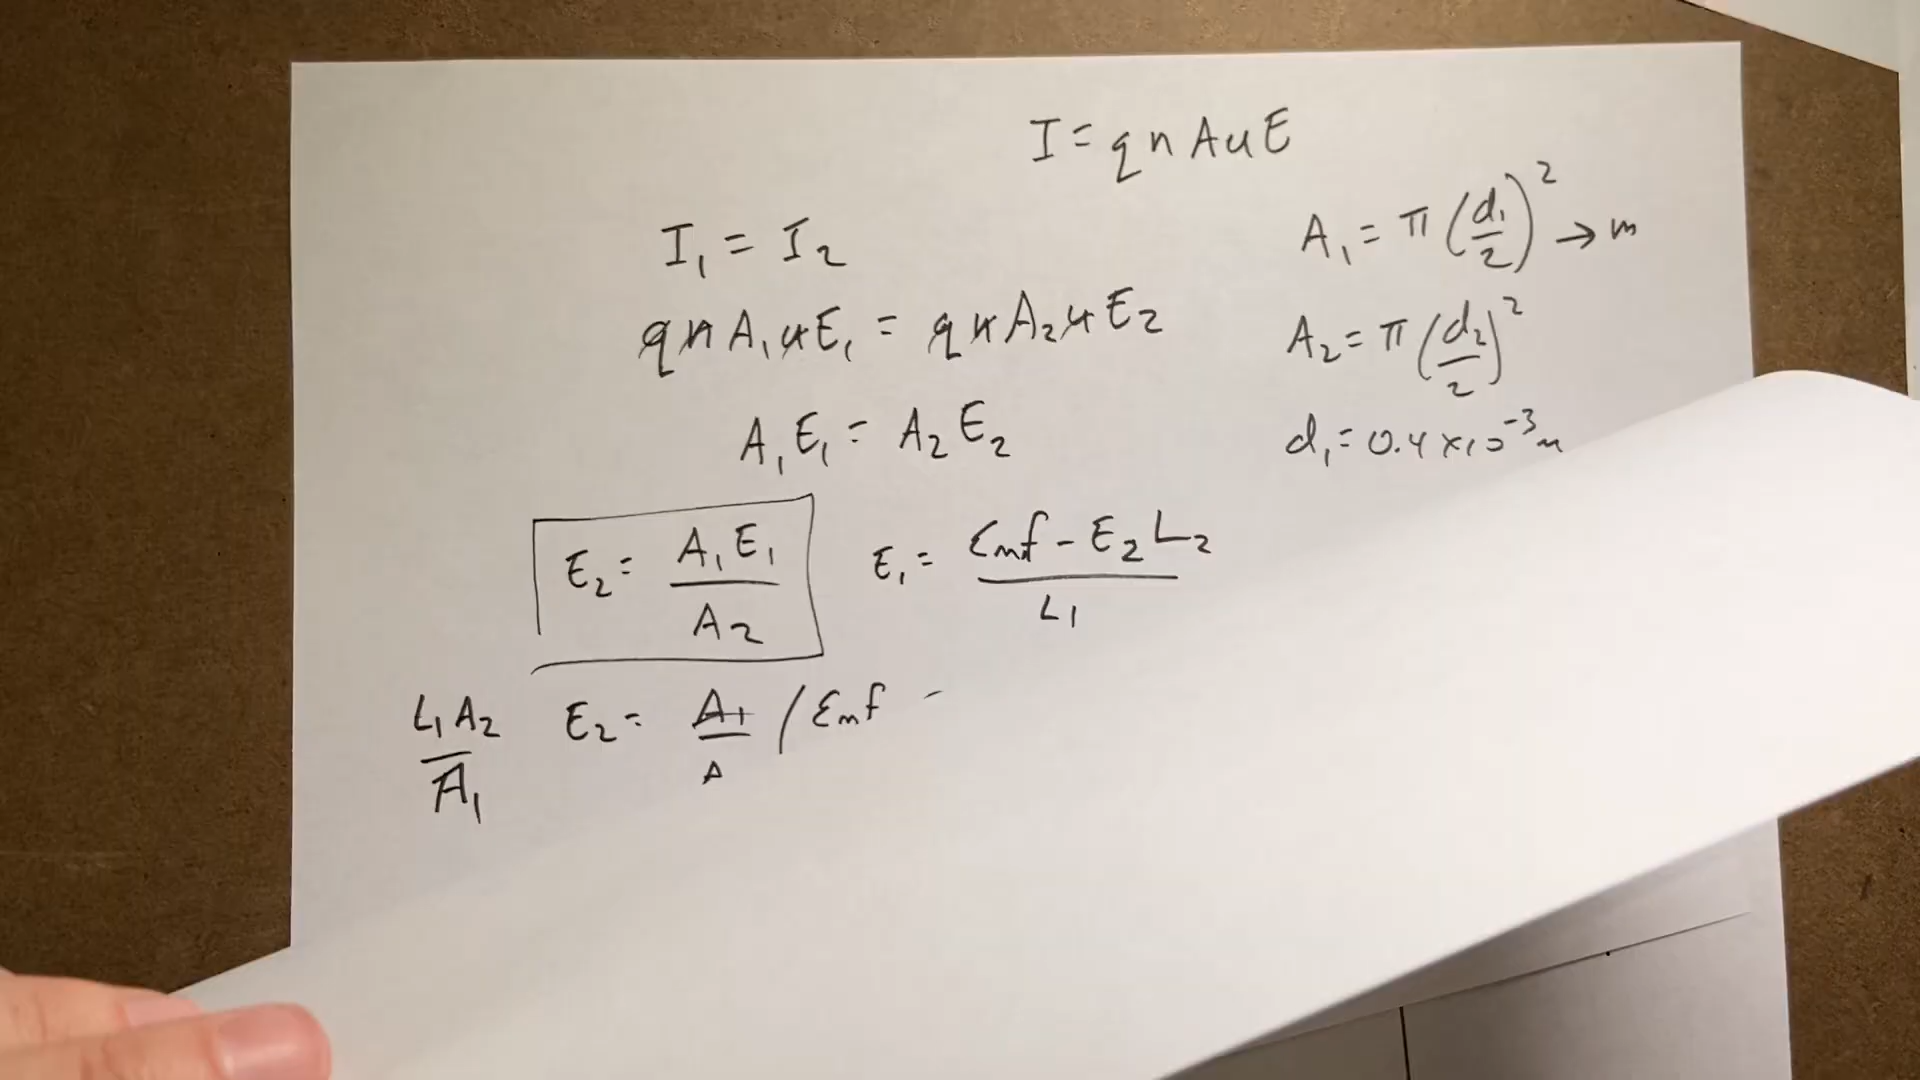 I = q n A u E
I₁ = I₂
A₁ = π (d₁/2)² → m
q n A₁ u E₁ = q n A₂ u E₂
A₂ = π (d₂/2)²
A₁ E₁ = A₂ E₂
d₁ = 0.4 × 10⁻³ m
E₂ = A₁ E₁ / A₂
E₁ = (Emf - E₂ L₂) / L₁
L₁ A₂ / A₁
E₂ = A₁ / A (Emf -